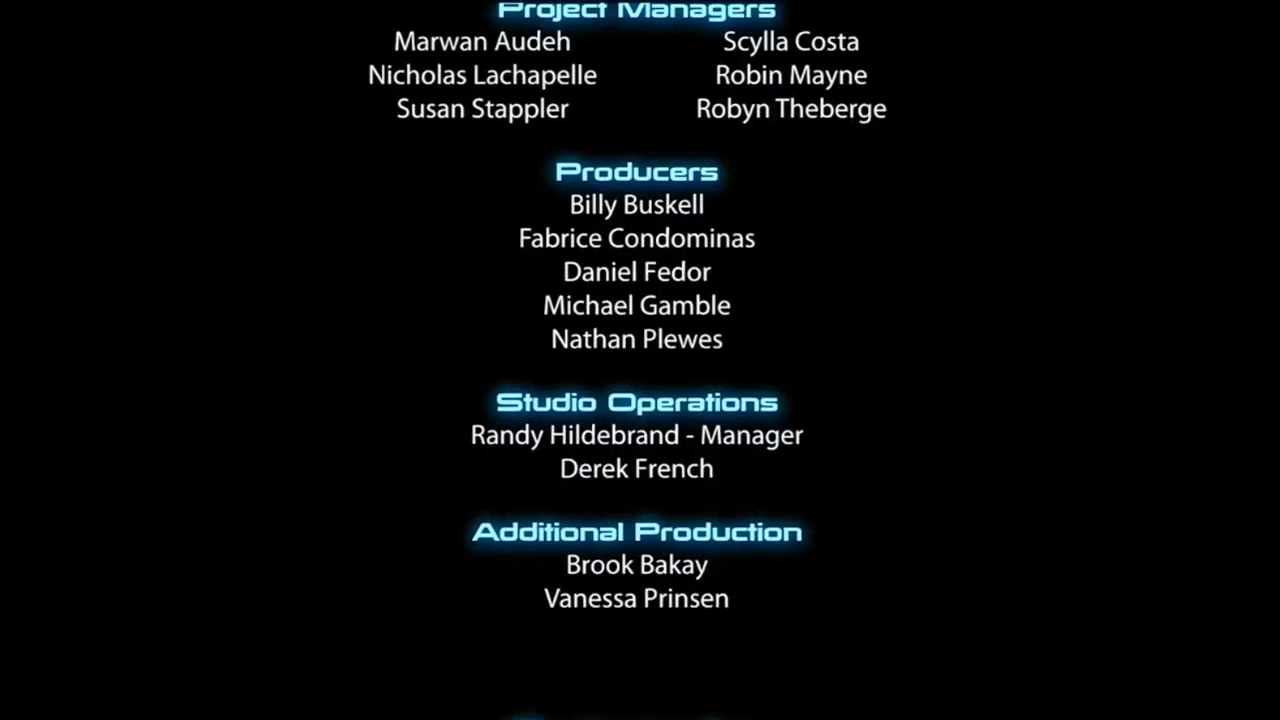 Project Managers
Marwan Audeh Scylla Costa
Nicholas Lachapelle Robin Mayne
Susan Stappler Robyn Theberge
Producers
Billy Buskell
Fabrice Condominas
Daniel Fedor
Michael Gamble
Nathan Plewes
Studio Operations
Randy Hildebrand - Manager
Derek French
Additional Production
Brook Bakay
Vanessa Prinsen